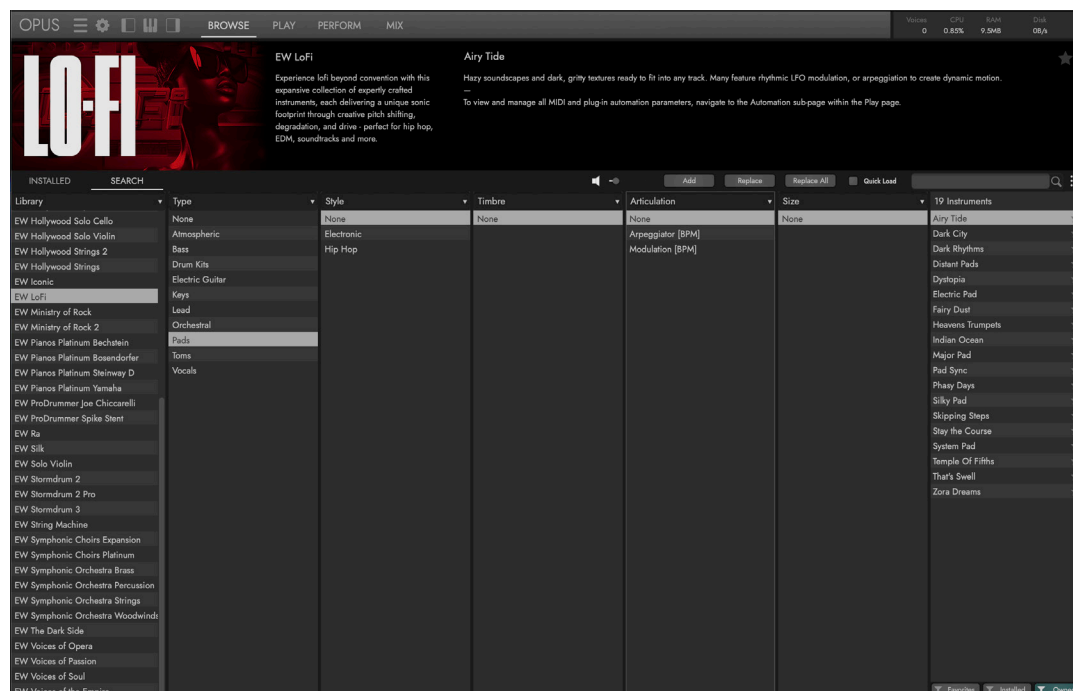 OPUS
BROWSE
PLAY
PERFORM
MIX
Voices
CPU
RAM
Disk
0
0.85%
9.5MB
0B/s
LO-FI
EW LoFi
Experience lofi beyond convention with this
expansive collection of expertly crafted
instruments, each delivering a unique sonic
footprint through creative pitch shifting,
degradation, and drive - perfect for hip hop,
EDM, soundtracks and more.
Airy Tide
Hazy soundscapes and dark, gritty textures ready to fit into any track. Many feature rhythmic LFO modulation, or arpeggiation to create dynamic motion.
—
To view and manage all MIDI and plug-in automation parameters, navigate to the Automation sub-page within the Play page.
INSTALLED
SEARCH
Add
Replace
Replace All
Quick Load
Library
EW Hollywood Solo Cello
EW Hollywood Solo Violin
EW Hollywood Strings 2
EW Hollywood Strings
EW Iconic
EW LoFi
EW Ministry of Rock
EW Ministry of Rock 2
EW Pianos Platinum Bechstein
EW Pianos Platinum Bosendorfer
EW Pianos Platinum Steinway D
EW Pianos Platinum Yamaha
EW ProDrummer Joe Chiccarelli
EW ProDrummer Spike Stent
EW Ra
EW Silk
EW Solo Violin
EW Stormdrum 2
EW Stormdrum 2 Pro
EW Stormdrum 3
EW String Machine
EW Symphonic Choirs Expansion
EW Symphonic Choirs Platinum
EW Symphonic Orchestra Brass
EW Symphonic Orchestra Percussion
EW Symphonic Orchestra Strings
EW Symphonic Orchestra Woodwinds
EW The Dark Side
EW Voices of Opera
EW Voices of Passion
EW Voices of Soul
EW Voices of the Empire
Type
None
Atmospheric
Bass
Drum Kits
Electric Guitar
Keys
Lead
Orchestral
Pads
Toms
Vocals
Style
None
Electronic
Hip Hop
Timbre
None
Articulation
None
Arpeggiator [BPM]
Modulation [BPM]
Size
None
19 Instruments
Airy Tide
Dark City
Dark Rhythms
Distant Pads
Dystopia
Electric Pad
Fairy Dust
Heavens Trumpets
Indian Ocean
Major Pad
Pad Sync
Phasy Days
Silky Pad
Skipping Steps
Stay the Course
System Pad
Temple Of Fifths
That's Swell
Zora Dreams
Favorites
Installed